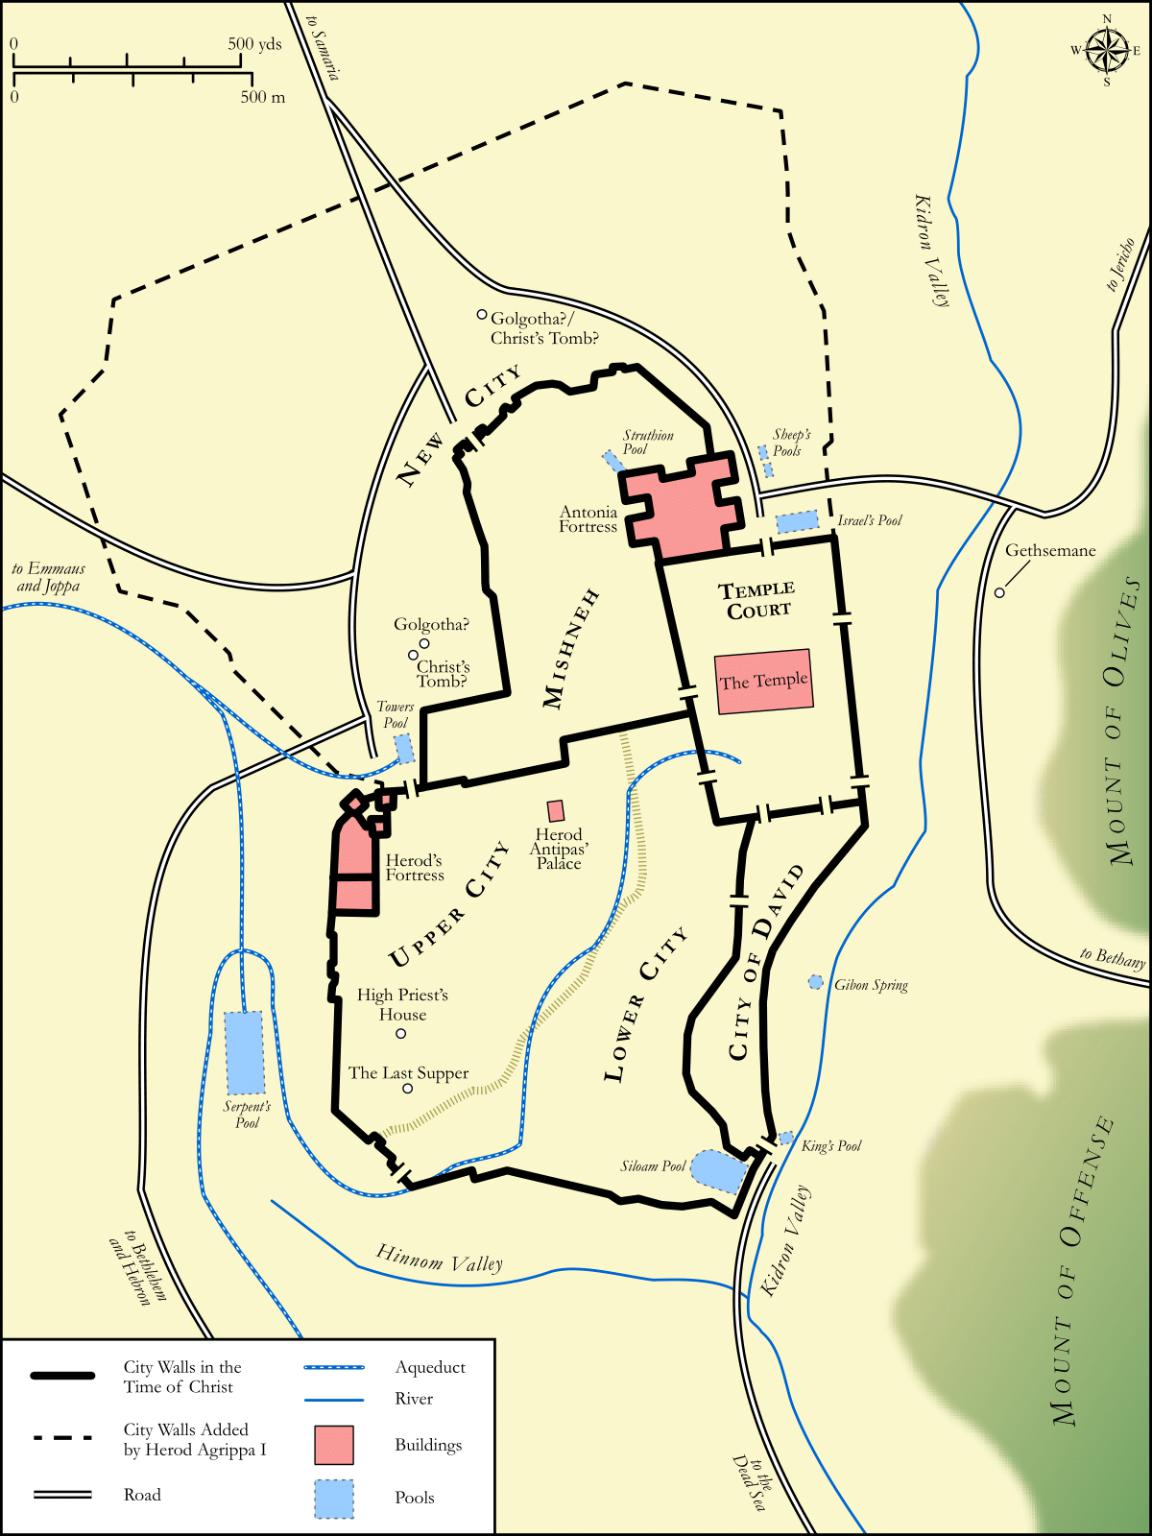 0 500 yds
0 500 m
to Samaria
N
W E
S
Kidron Valley
to Jericho
Golgotha?/
Christ's Tomb?
New City
Struthion
Pool
Sheep's
Pools
Antonia
Fortress
Israel's Pool
Gethsemane
to Emmaus
and Joppa
Temple
Court
Mishneh
Golgotha?
Christ's
Tomb?
The Temple
Towers
Pool
Mount of Olives
Herod
Antipas'
Palace
Herod's
Fortress
Upper City
City of David
Lower City
to Bethany
Gibon Spring
High Priest's
House
The Last Supper
Serpent's
Pool
King's Pool
Siloam Pool
Mount of Offense
Kidron Valley
Hinnom Valley
to Bethlehem
and Hebron
City Walls in the
Time of Christ
City Walls Added
by Herod Agrippa I
Road
Aqueduct
River
Buildings
Pools
to the
Dead Sea